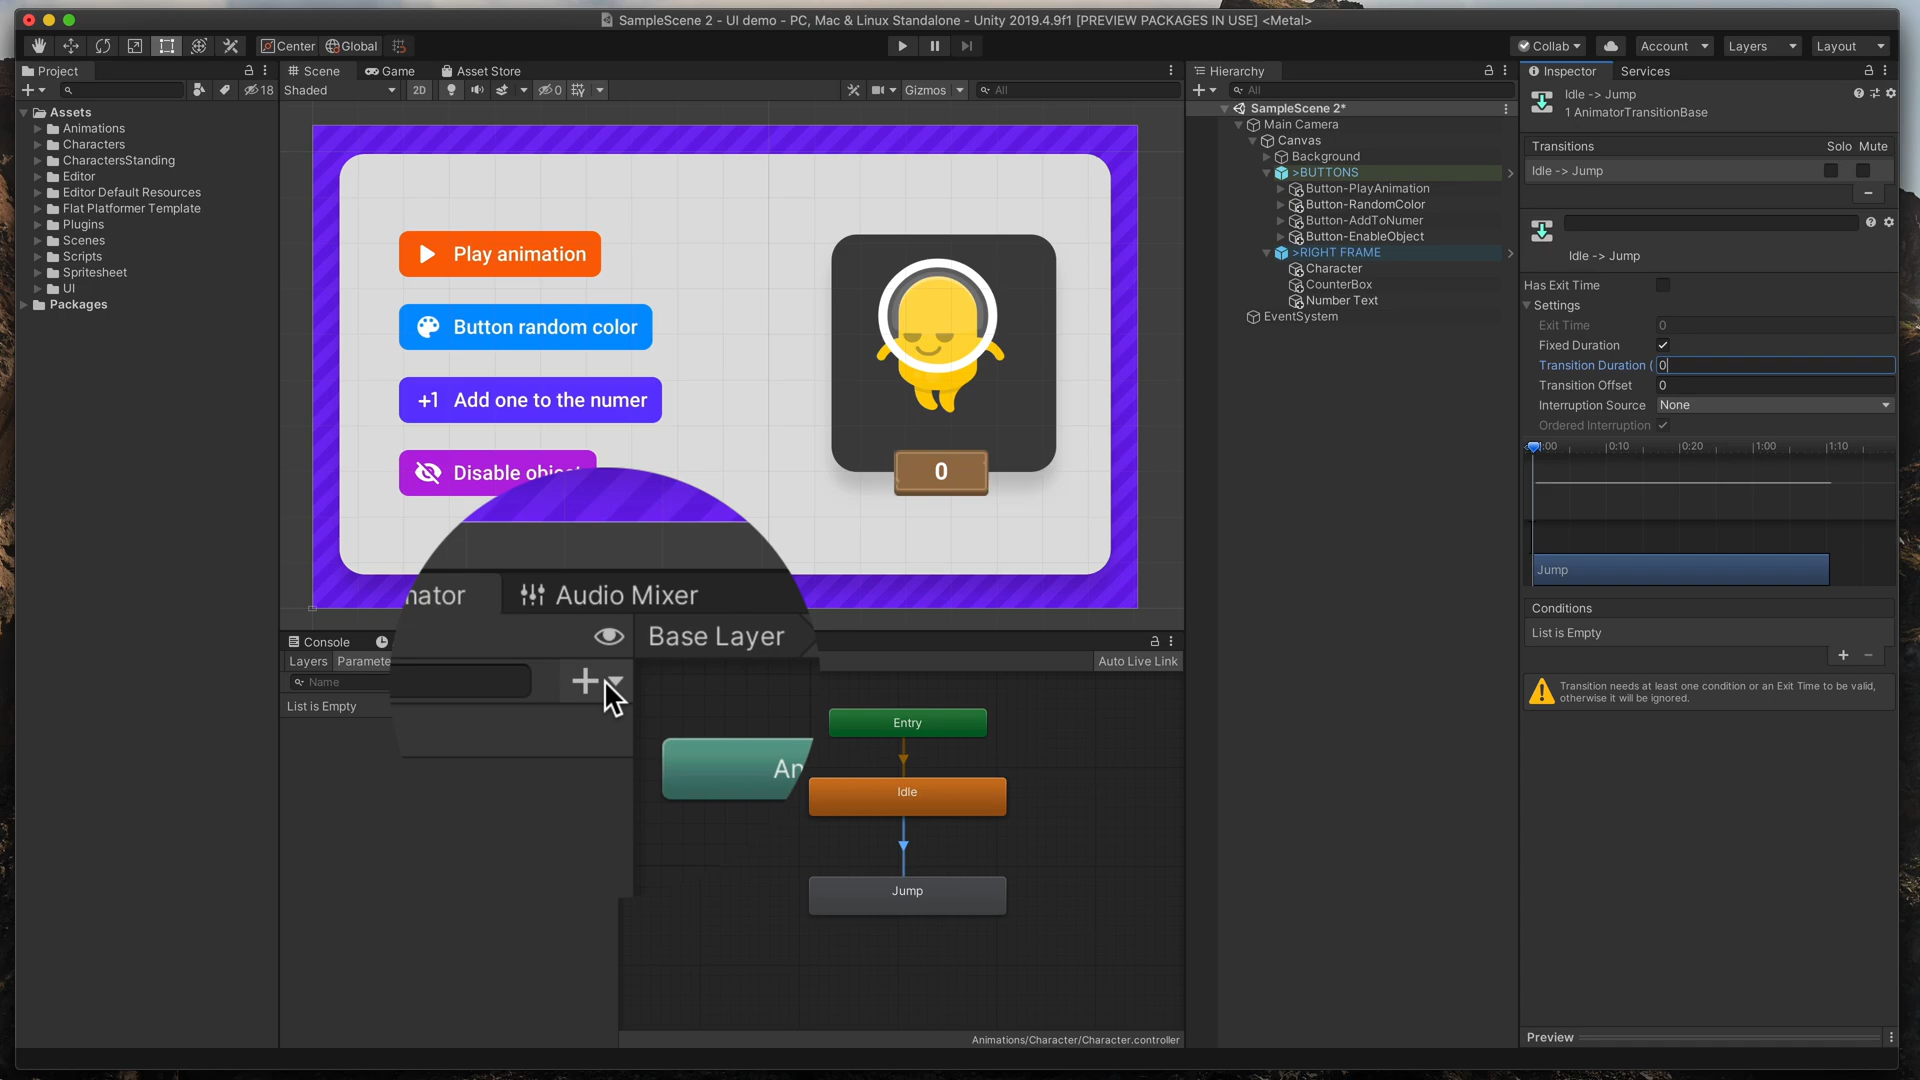 SampleScene 2 - UI demo - PC, Mac & Linux Standalone - Unity 2019.4.9f1 [PREVIEW PACKAGES IN USE] <Metal>
Center
Global
Collab
Account
Layers
Layout
Project
18
Assets
Animations
Characters
CharactersStanding
Editor
Editor Default Resources
Flat Platformer Template
Plugins
Scenes
Scripts
Spritesheet
UI
Packages
Scene
Game
Asset Store
Shaded
2D
0
Gizmos
All
Play animation
Button random color
+1 Add one to the numer
Disable object
0
Hierarchy
All
SampleScene 2*
Main Camera
Canvas
Background
>BUTTONS
Button-PlayAnimation
Button-RandomColor
Button-AddToNumer
Button-EnableObject
>RIGHT FRAME
Character
CounterBox
Number Text
EventSystem
Console
Layers
Paramete
Name
List is Empty
nator
Audio Mixer
Base Layer
Auto Live Link
An
Entry
Idle
Jump
Animations/Character/Character.controller
Inspector
Services
Idle -> Jump
1 AnimatorTransitionBase
Transitions
Solo Mute
Idle -> Jump
Idle -> Jump
Has Exit Time
Settings
Exit Time 0
Fixed Duration
Transition Duration ( 0
Transition Offset 0
Interruption Source None
Ordered Interruption
:00 0:10 0:20 1:00 1:10
Jump
Conditions
List is Empty
Transition needs at least one condition or an Exit Time to be valid,
otherwise it will be ignored.
Preview